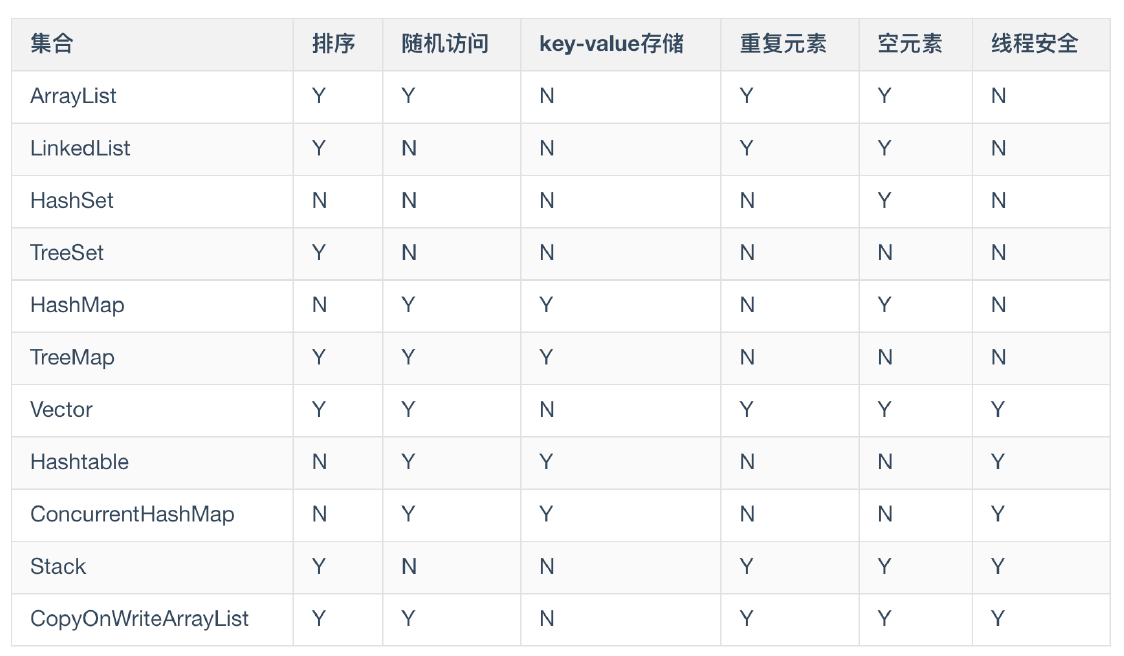 集合 排序 随机访问 key-value存储 重复元素 空元素 线程安全
ArrayList Y Y N Y Y N
LinkedList Y N N Y Y N
HashSet N N N N Y N
TreeSet Y N N N N N
HashMap N Y Y N Y N
TreeMap Y Y Y N N N
Vector Y Y N Y Y Y
Hashtable N Y Y N N Y
ConcurrentHashMap N Y Y N N Y
Stack Y N N Y Y Y
CopyOnWriteArrayList Y Y N Y Y Y